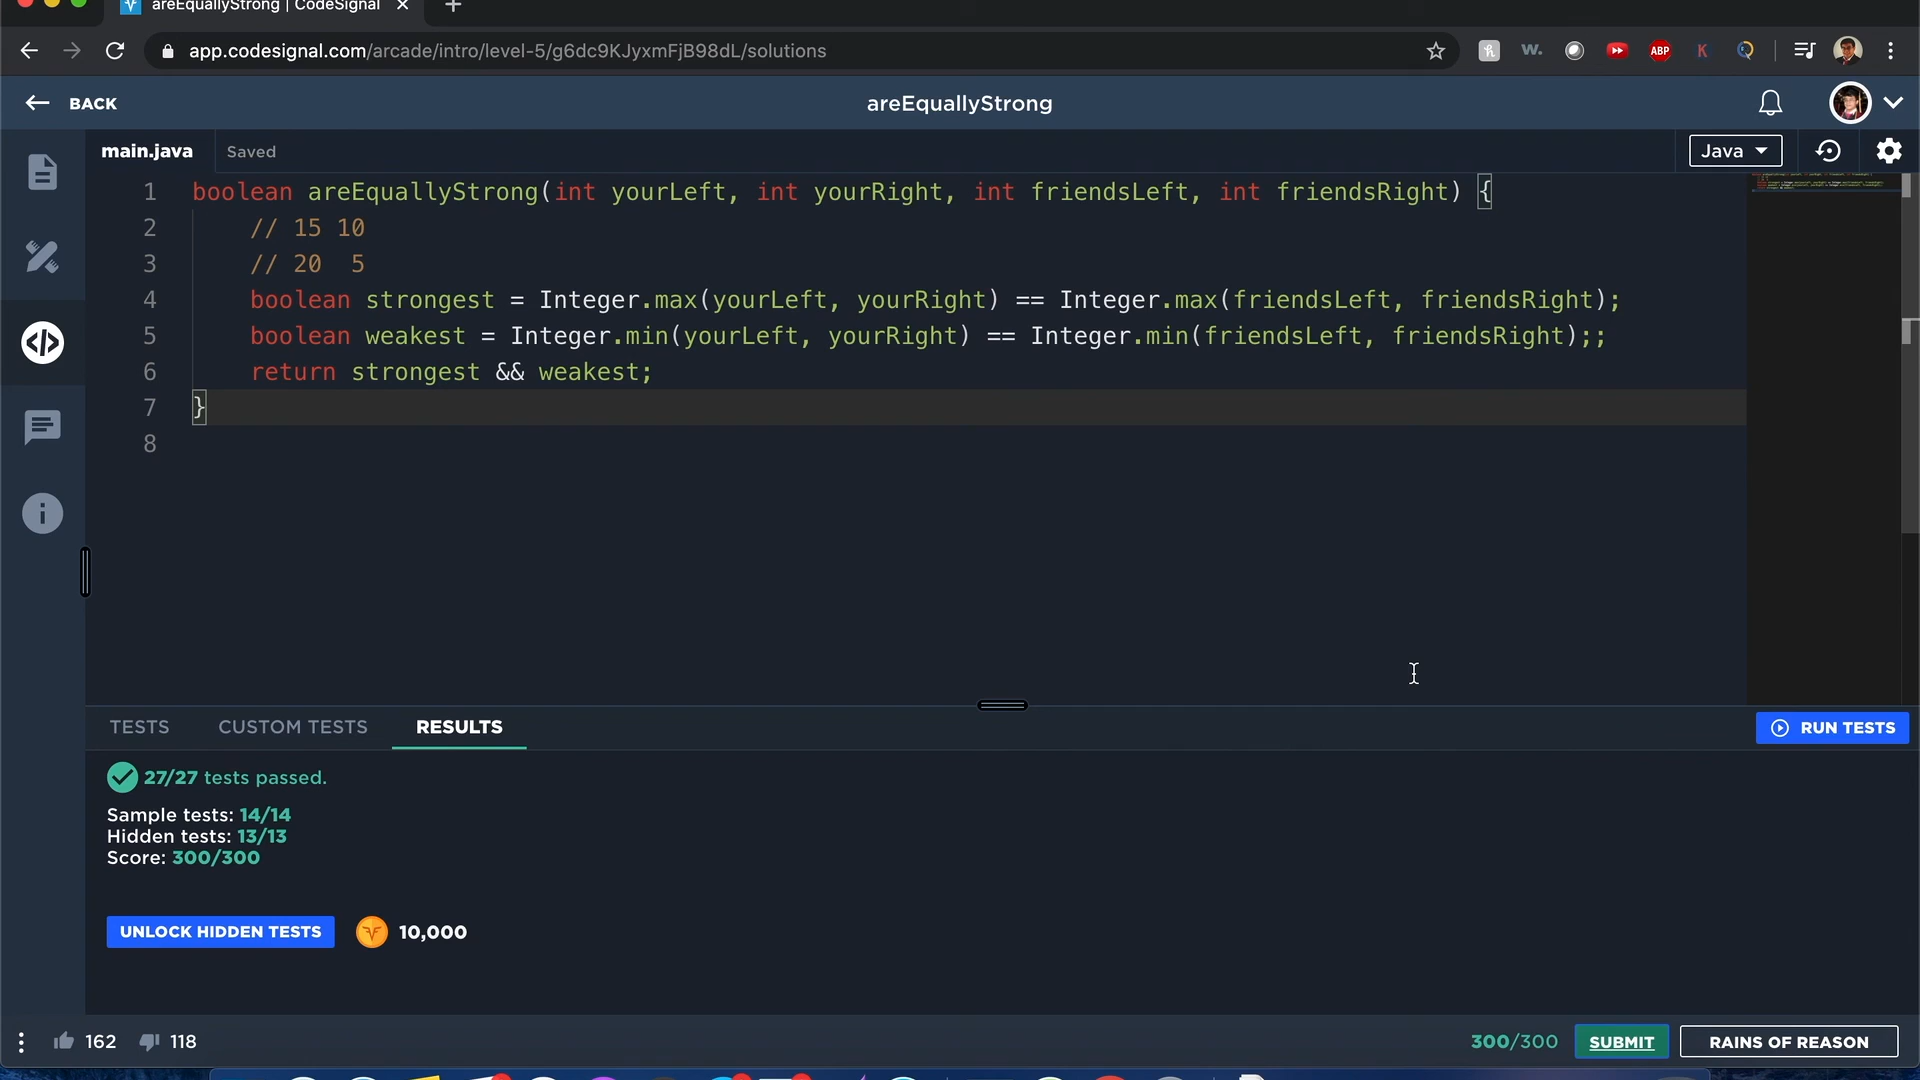 areEquallyStrong | CodeSignal
app.codesignal.com/arcade/intro/level-5/g6dc9KJyxmFjB98dL/solutions
w.
ABP
K
BACK
areEquallyStrong
main.java
Saved
Java
1 boolean areEquallyStrong(int yourLeft, int yourRight, int friendsLeft, int friendsRight) {
2 // 15 10
3 // 20  5
4 boolean strongest = Integer.max(yourLeft, yourRight) == Integer.max(friendsLeft, friendsRight);
5 boolean weakest = Integer.min(yourLeft, yourRight) == Integer.min(friendsLeft, friendsRight);;
6 return strongest && weakest;
7 }
8
TESTS CUSTOM TESTS RESULTS
RUN TESTS
27/27 tests passed.
Sample tests: 14/14
Hidden tests: 13/13
Score: 300/300
UNLOCK HIDDEN TESTS 10,000
162 118
300/300 SUBMIT RAINS OF REASON